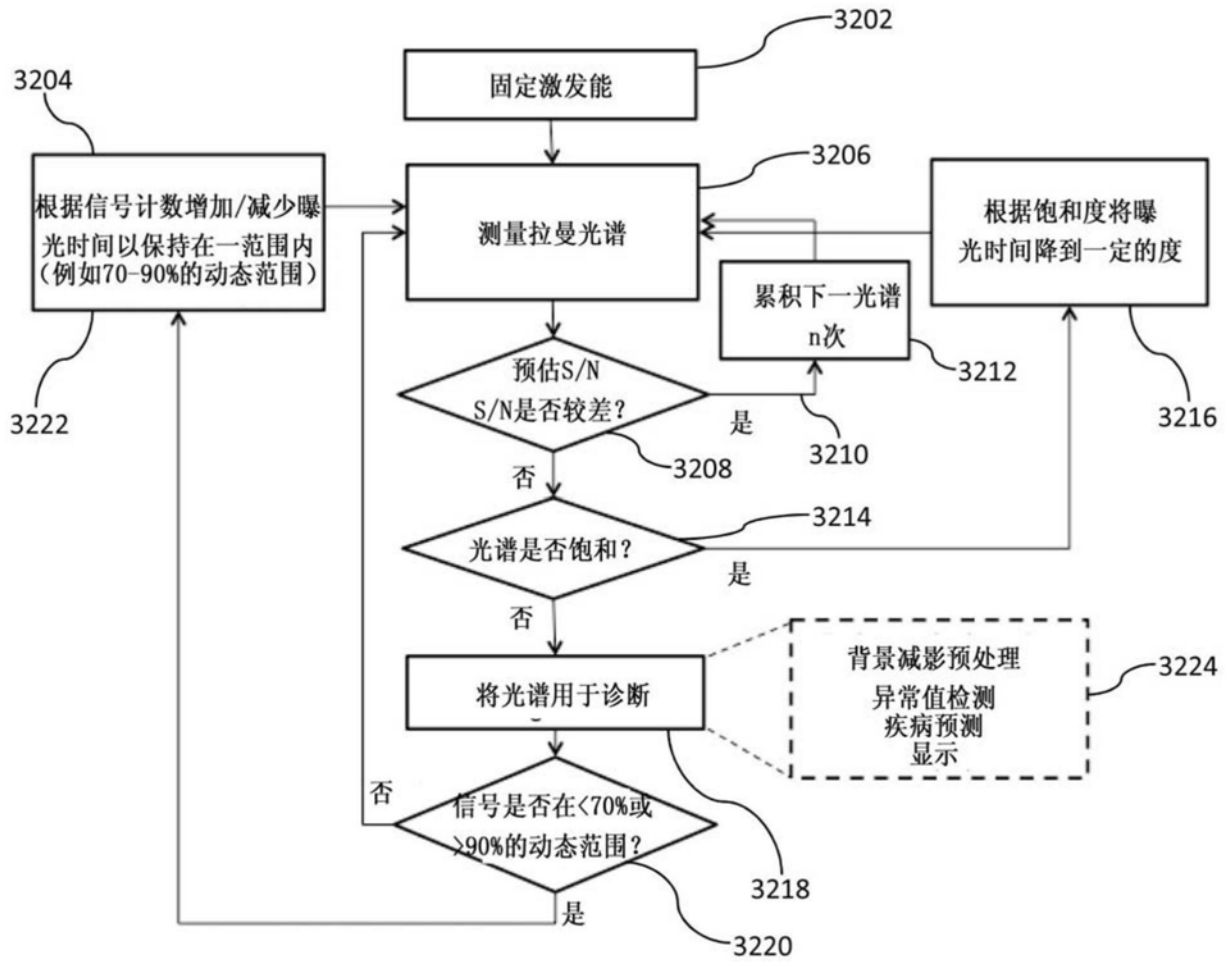 3202
固定激发能
3204
根据信号计数增加/减少曝
光时间以保持在一范围内
(例如70-90%的动态范围)
3222
3206
测量拉曼光谱
根据饱和度将曝
光时间降到一定的度
3216
累积下一光谱
n次
3212
预估S/N
S/N是否较差?
是
3210
3208
否
光谱是否饱和?
3214
是
否
将光谱用于诊断
背景减影预处理
异常值检测
疾病预测
显示
3224
否
信号是否在<70%或
>90%的动态范围?
3218
是
3220